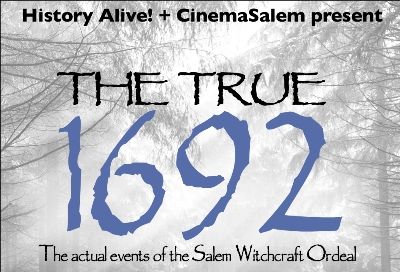 History Alive! + CinemaSalem present
THE TRUE
1692
The actual events of the Salem Witchcraft Ordeal